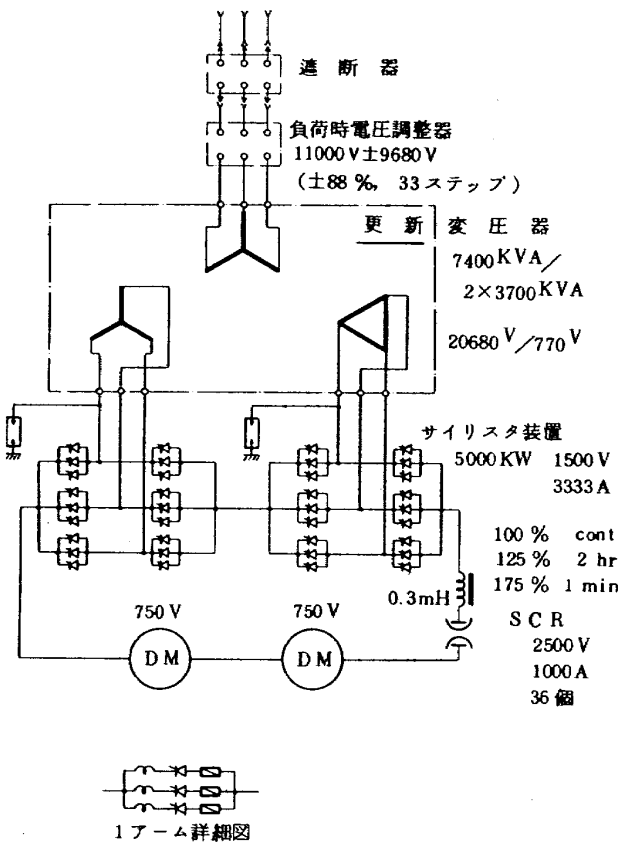 遮断器
負荷時電圧調整器
11000V±9680V
(±88%, 33ステップ)
更新変圧器
7400KVA/
2×3700KVA
20680V/770V
サイリスタ装置
5000KW 1500V
3333A
100% cont
125% 2hr
175% 1min
0.3mH
SCR
2500V
1000A
36個
750V 750V
DM DM
1アーム詳細図